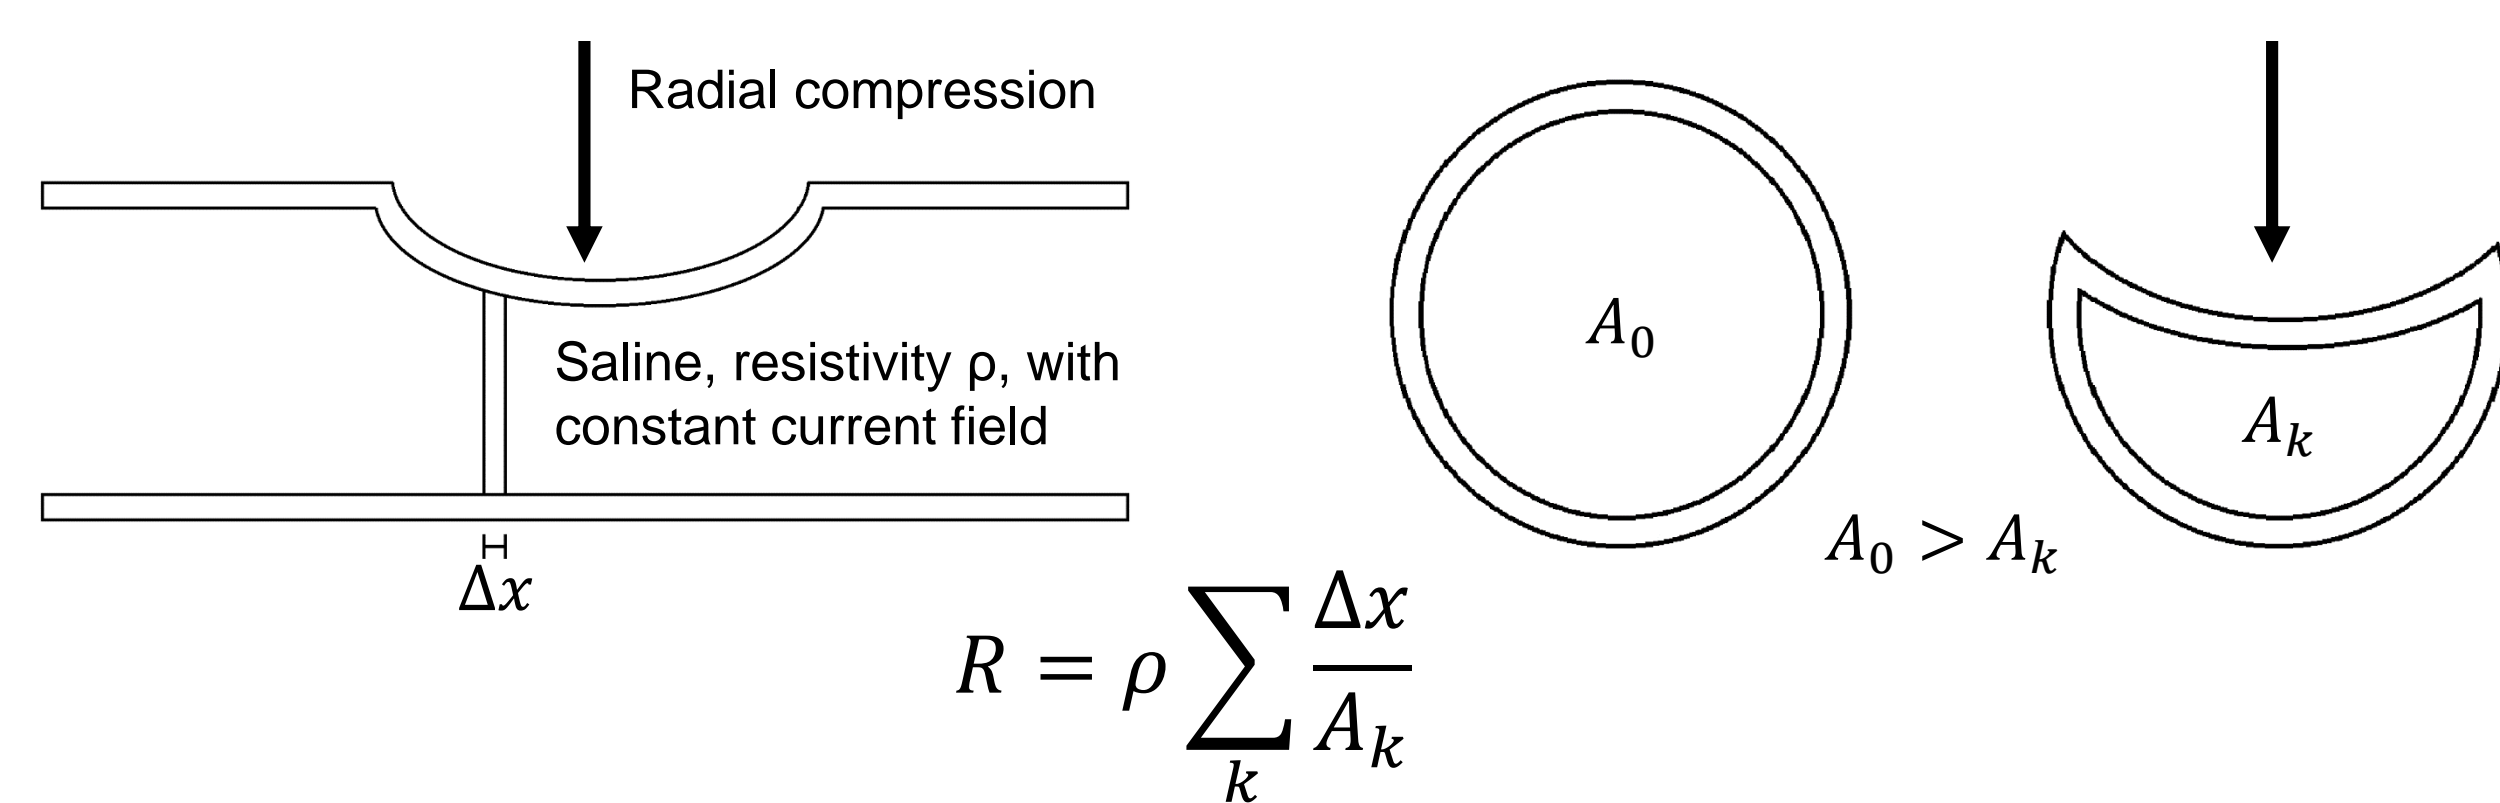 Radial compression
A₀
Saline, resistivity ρ, with
constant current field
Aₖ
A₀ > Aₖ
Δx
R = ρ ∑ₖ Δx/Aₖ